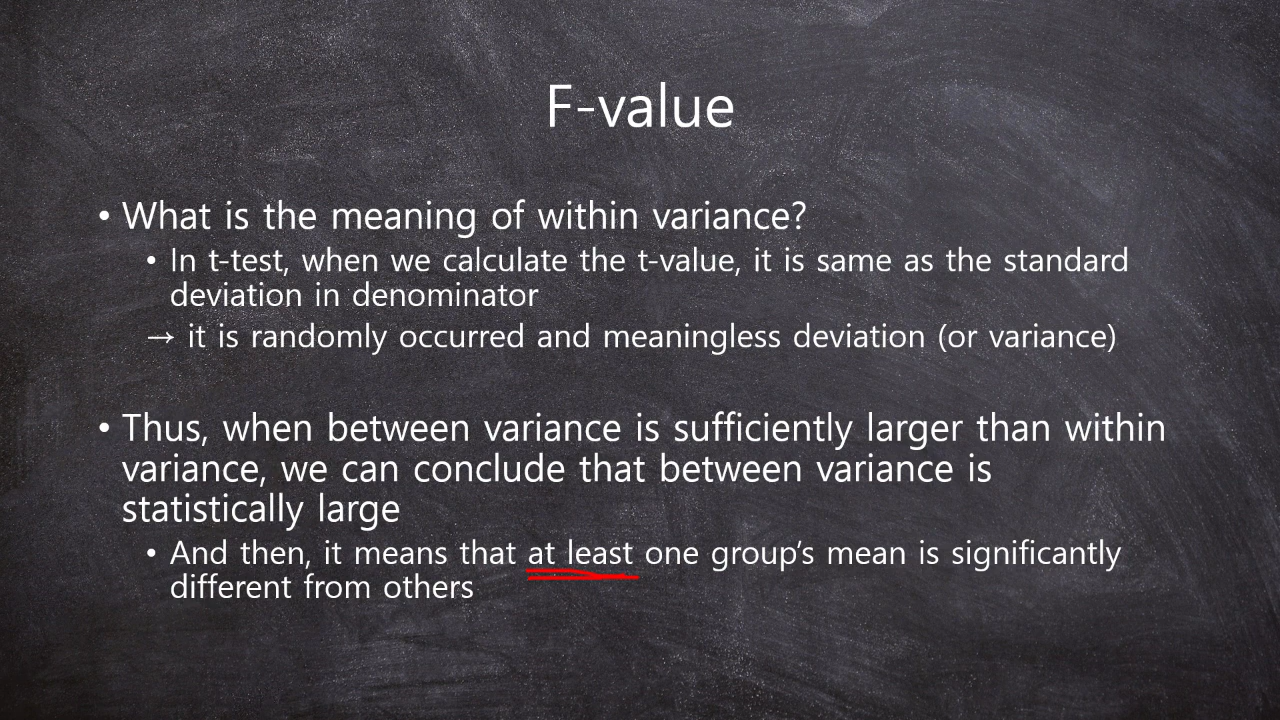 F-value
• What is the meaning of within variance?
• In t-test, when we calculate the t-value, it is same as the standard
deviation in denominator
→ it is randomly occurred and meaningless deviation (or variance)
• Thus, when between variance is sufficiently larger than within
variance, we can conclude that between variance is
statistically large
• And then, it means that at least one group's mean is significantly
different from others